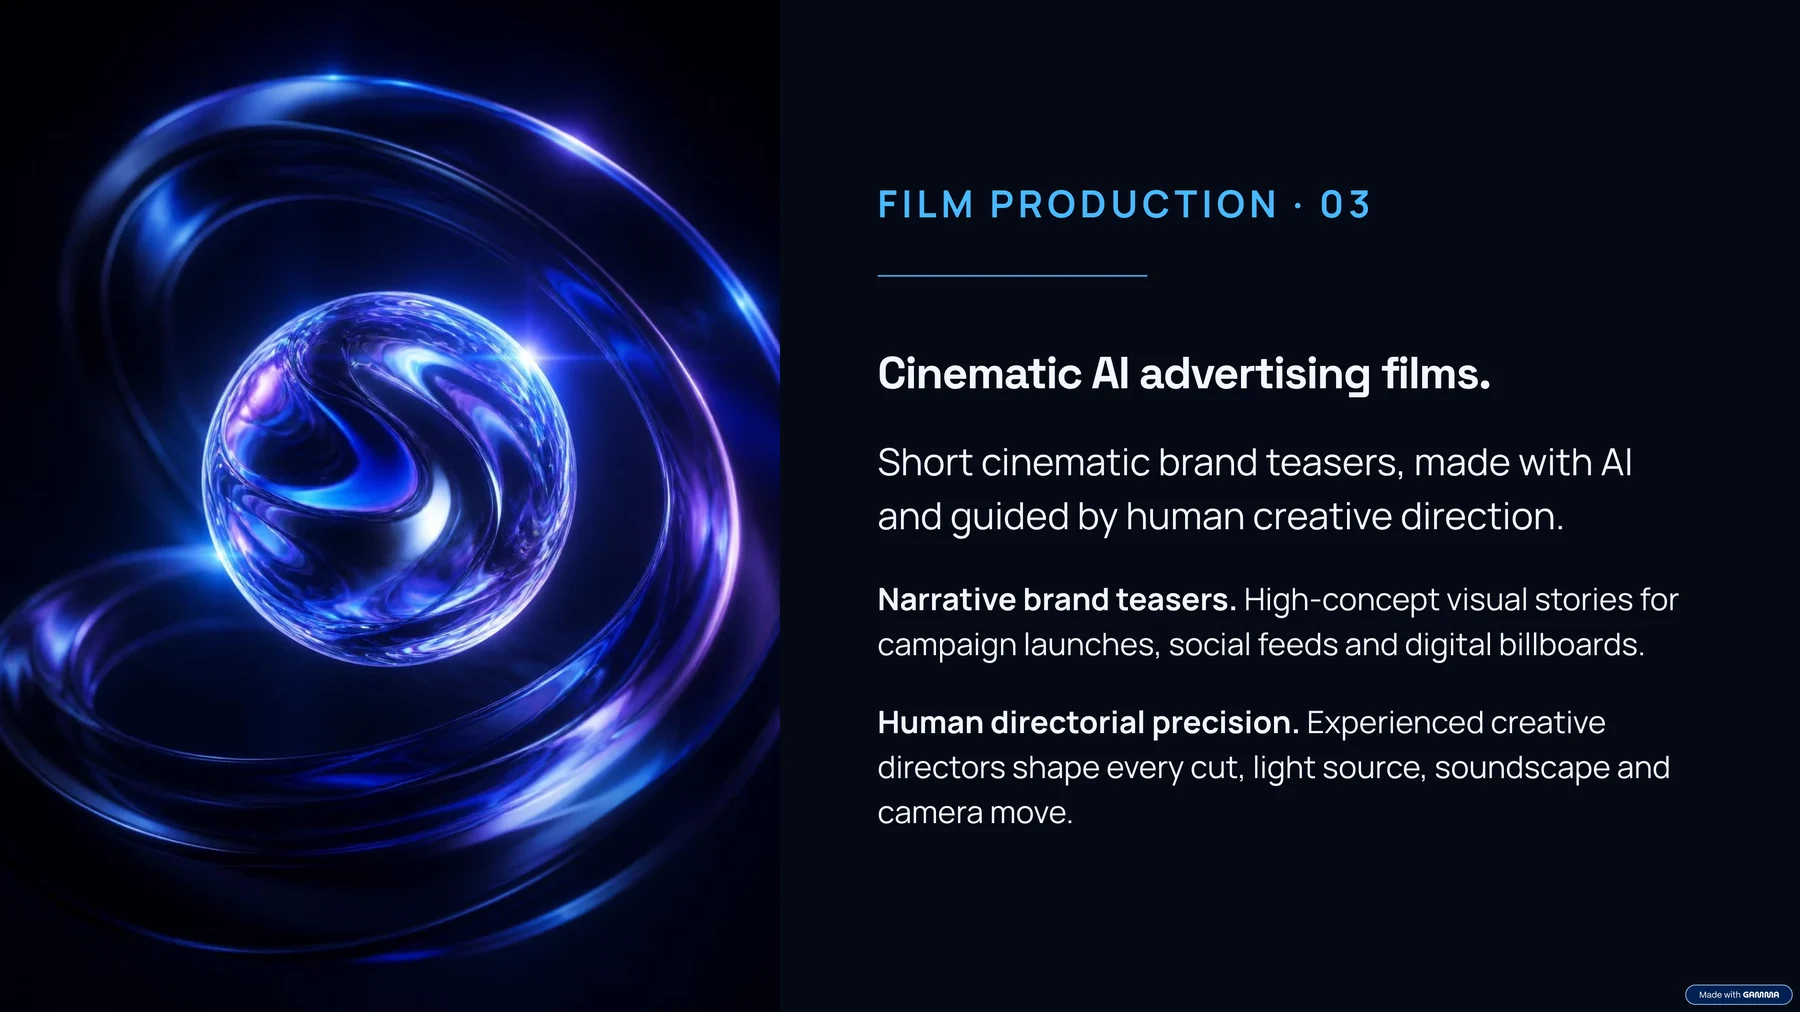 FILM PRODUCTION · 03
Cinematic AI advertising films.
Short cinematic brand teasers, made with AI
and guided by human creative direction.
Narrative brand teasers. High-concept visual stories for
campaign launches, social feeds and digital billboards.
Human directorial precision. Experienced creative
directors shape every cut, light source, soundscape and
camera move.
Made with GAMMA